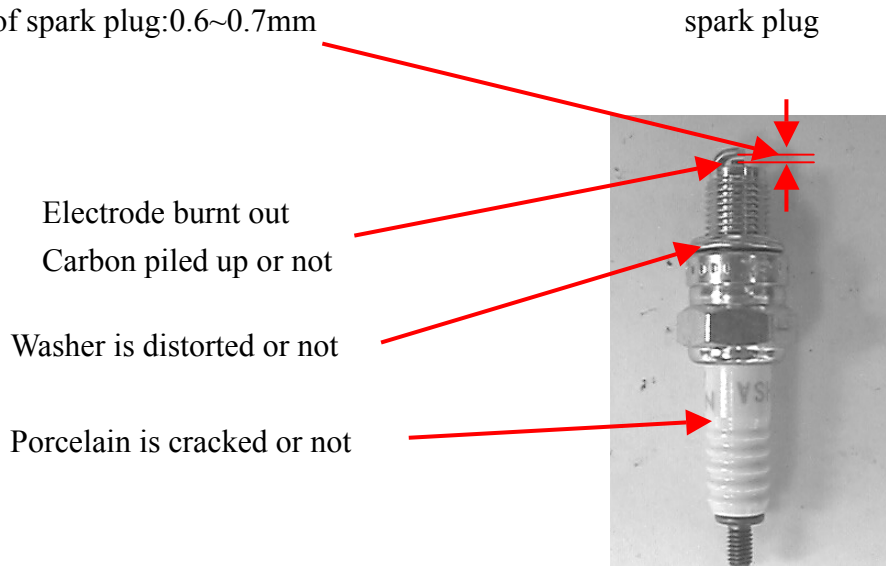 of spark plug:0.6~0.7mm
spark plug
Electrode burnt out
Carbon piled up or not
Washer is distorted or not
Porcelain is cracked or not